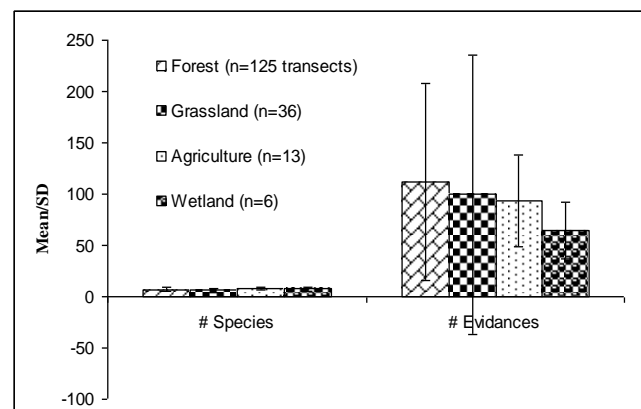 250
200
150
100
50
0
-50
-100
Mean/SD
Forest (n=125 transects)
Grassland (n=36)
Agriculture (n=13)
Wetland (n=6)
# Species
# Evidances